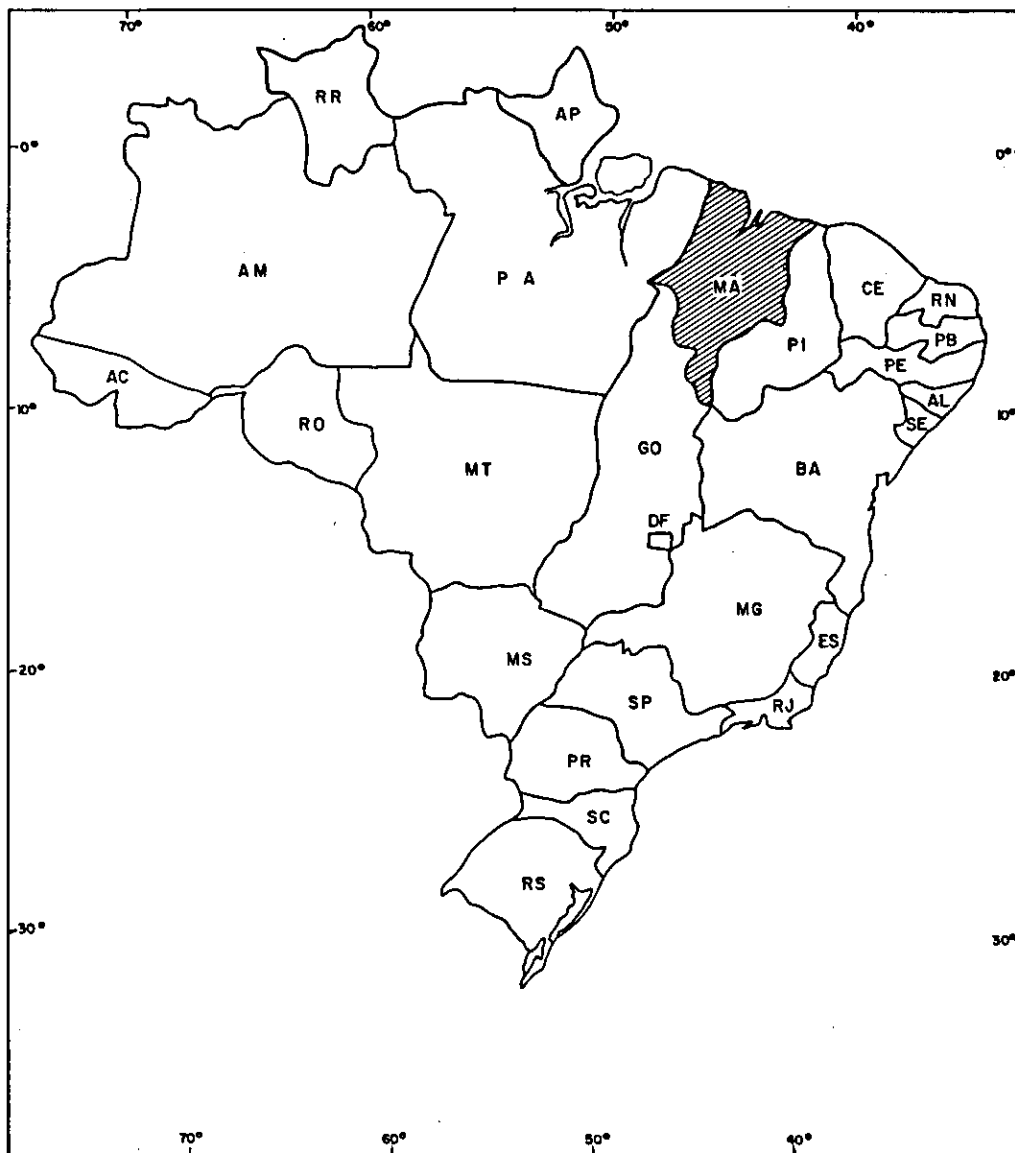 70° 60° 50° 40°
RR
AP
0° 0°
AM
P A
MA
CE
RN
PB
PI
PE
AC
AL
10° 10°
SE
RO
GO
MT
BA
DF
MG
ES
MS
20° 20°
SP
RJ
PR
SC
RS
30° 30°
70° 60° 50° 40°